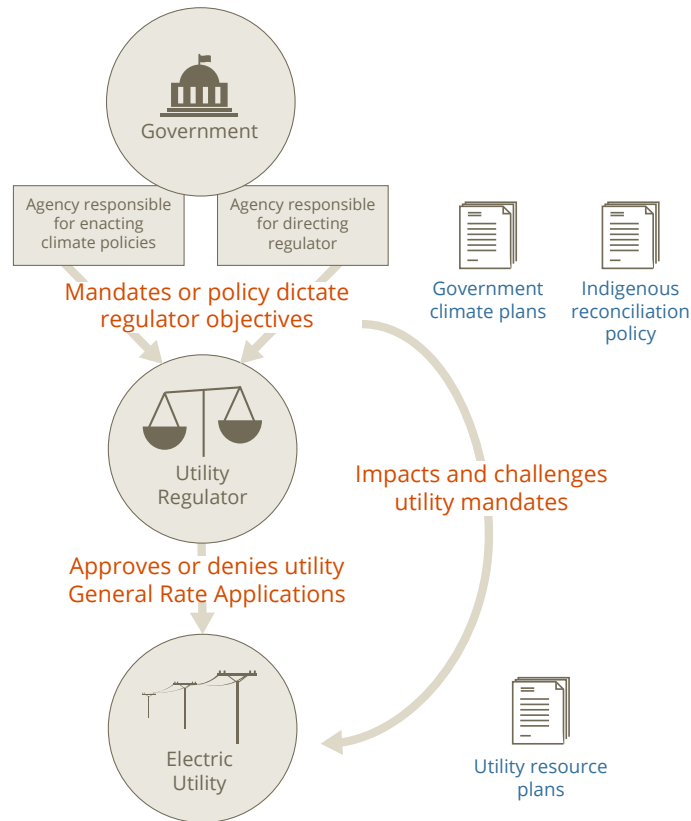 Government
Agency responsible
for enacting
climate policies
Agency responsible
for directing
regulator
Mandates or policy dictate
regulator objectives
Government
climate plans
Indigenous
reconciliation
policy
Utility
Regulator
Impacts and challenges
utility mandates
Approves or denies utility
General Rate Applications
Electric
Utility
Utility resource
plans